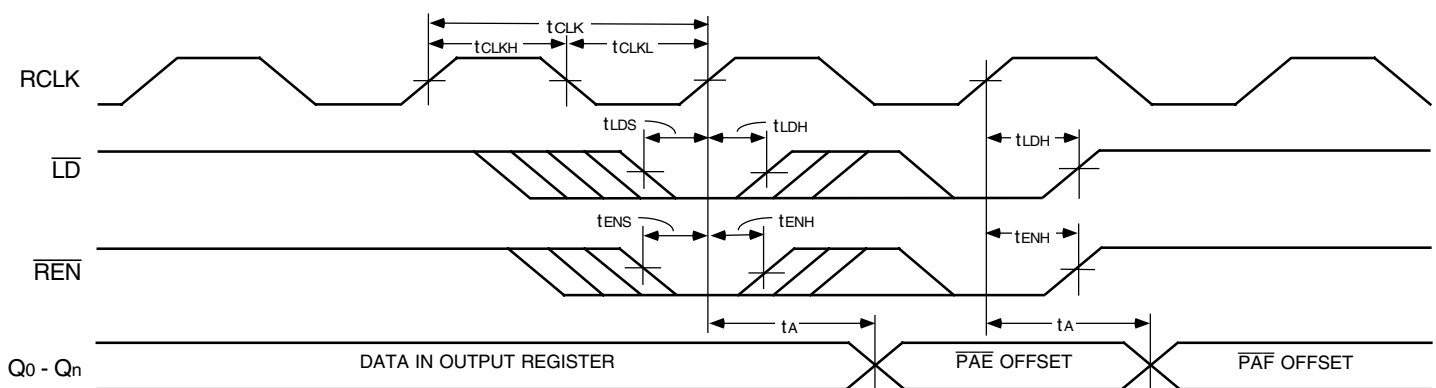 tCLK
tCLKH
tCLKL
RCLK
tLDS
tLDH
tLDH
LD
tENS
tENH
tENH
REN
tA
tA
Q0 - Qn
DATA IN OUTPUT REGISTER
PAE OFFSET
PAF OFFSET